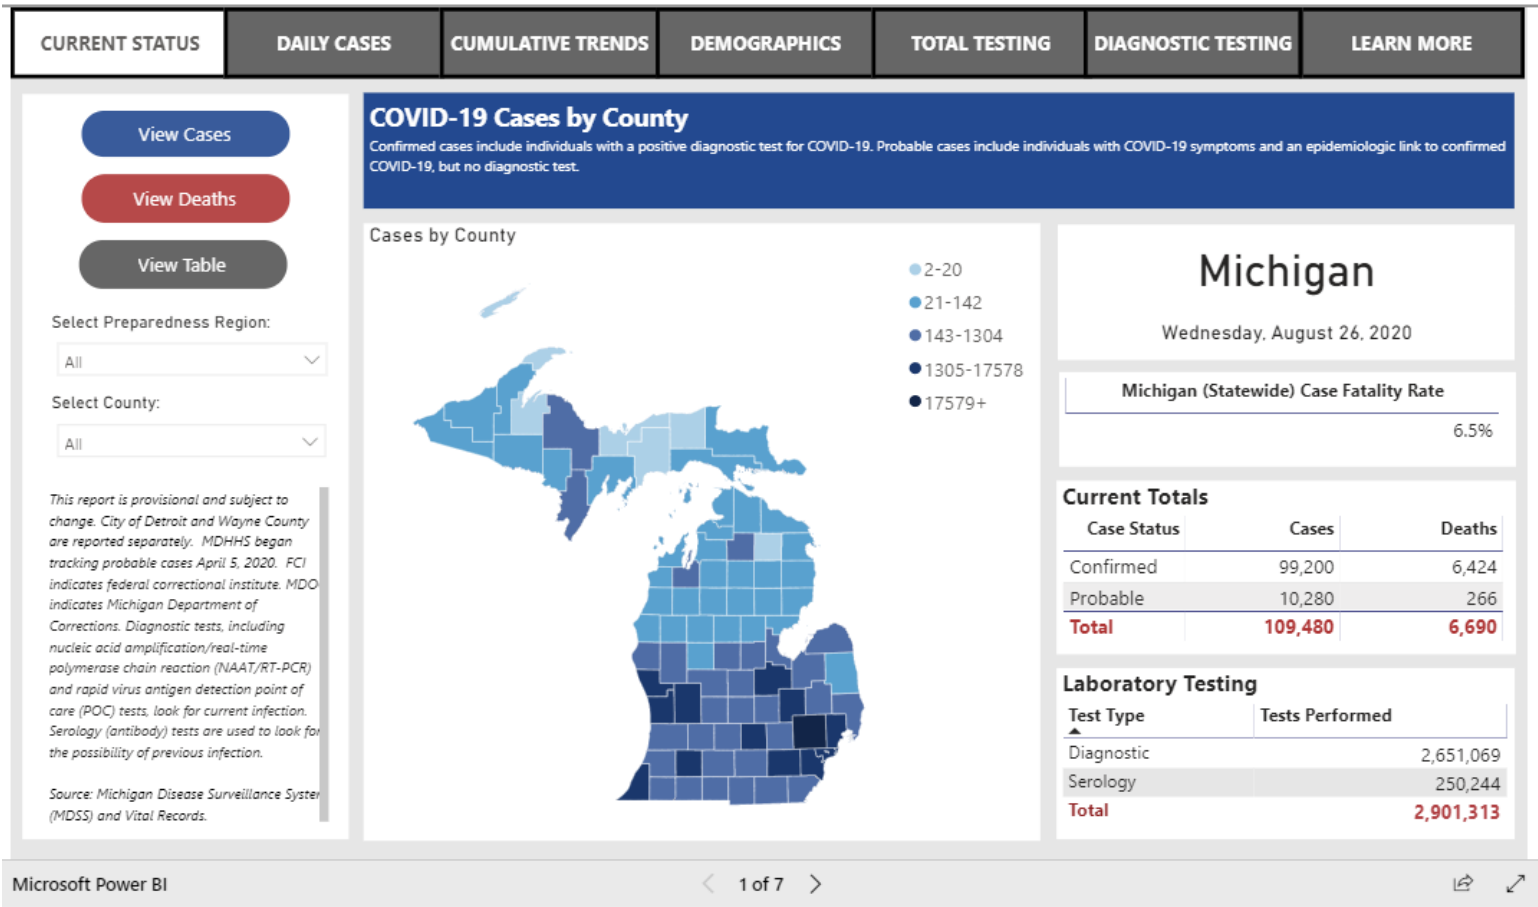 CURRENT STATUS
DAILY CASES
CUMULATIVE TRENDS
DEMOGRAPHICS
TOTAL TESTING
DIAGNOSTIC TESTING
LEARN MORE
View Cases
View Deaths
View Table
Select Preparedness Region:
All
Select County:
All
This report is provisional and subject to
change. City of Detroit and Wayne County
are reported separately. MDHHS began
tracking probable cases April 5, 2020. FCI
indicates federal correctional institute. MDO
indicates Michigan Department of
Corrections. Diagnostic tests, including
nucleic acid amplification/real-time
polymerase chain reaction (NAAT/RT-PCR)
and rapid virus antigen detection point of
care (POC) tests, look for current infection.
Serology (antibody) tests are used to look for
the possibility of previous infection.
Source: Michigan Disease Surveillance System
(MDSS) and Vital Records.
COVID-19 Cases by County
Confirmed cases include individuals with a positive diagnostic test for COVID-19. Probable cases include individuals with COVID-19 symptoms and an epidemiologic link to confirmed
COVID-19, but no diagnostic test.
Cases by County
2-20
21-142
143-1304
1305-17578
17579+
Michigan
Wednesday, August 26, 2020
Michigan (Statewide) Case Fatality Rate
6.5%
Current Totals
Case Status Cases Deaths
Confirmed 99,200 6,424
Probable 10,280 266
Total 109,480 6,690
Laboratory Testing
Test Type Tests Performed
Diagnostic 2,651,069
Serology 250,244
Total 2,901,313
Microsoft Power BI
1 of 7